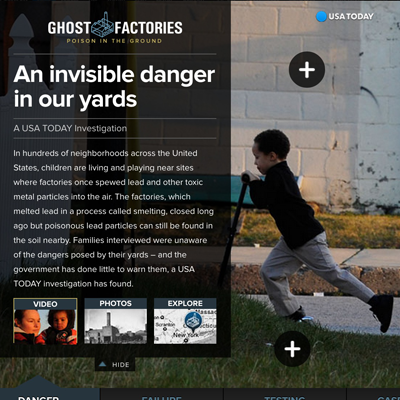 GHOST FACTORIES
POISON IN THE GROUND
USA TODAY
An invisible danger
in our yards
A USA TODAY Investigation
In hundreds of neighborhoods across the United
States, children are living and playing near sites
where factories once spewed lead and other toxic
metal particles into the air. The factories, which
melted lead in a process called smelting, closed long
ago but poisonous lead particles can still be found in
the soil nearby. Families interviewed were unaware
of the dangers posed by their yards – and the
government has done little to warn them, a USA
TODAY investigation has found.
VIDEO PHOTOS EXPLORE
Scranton
New York
HIDE
DANGER FAILURE TESTING